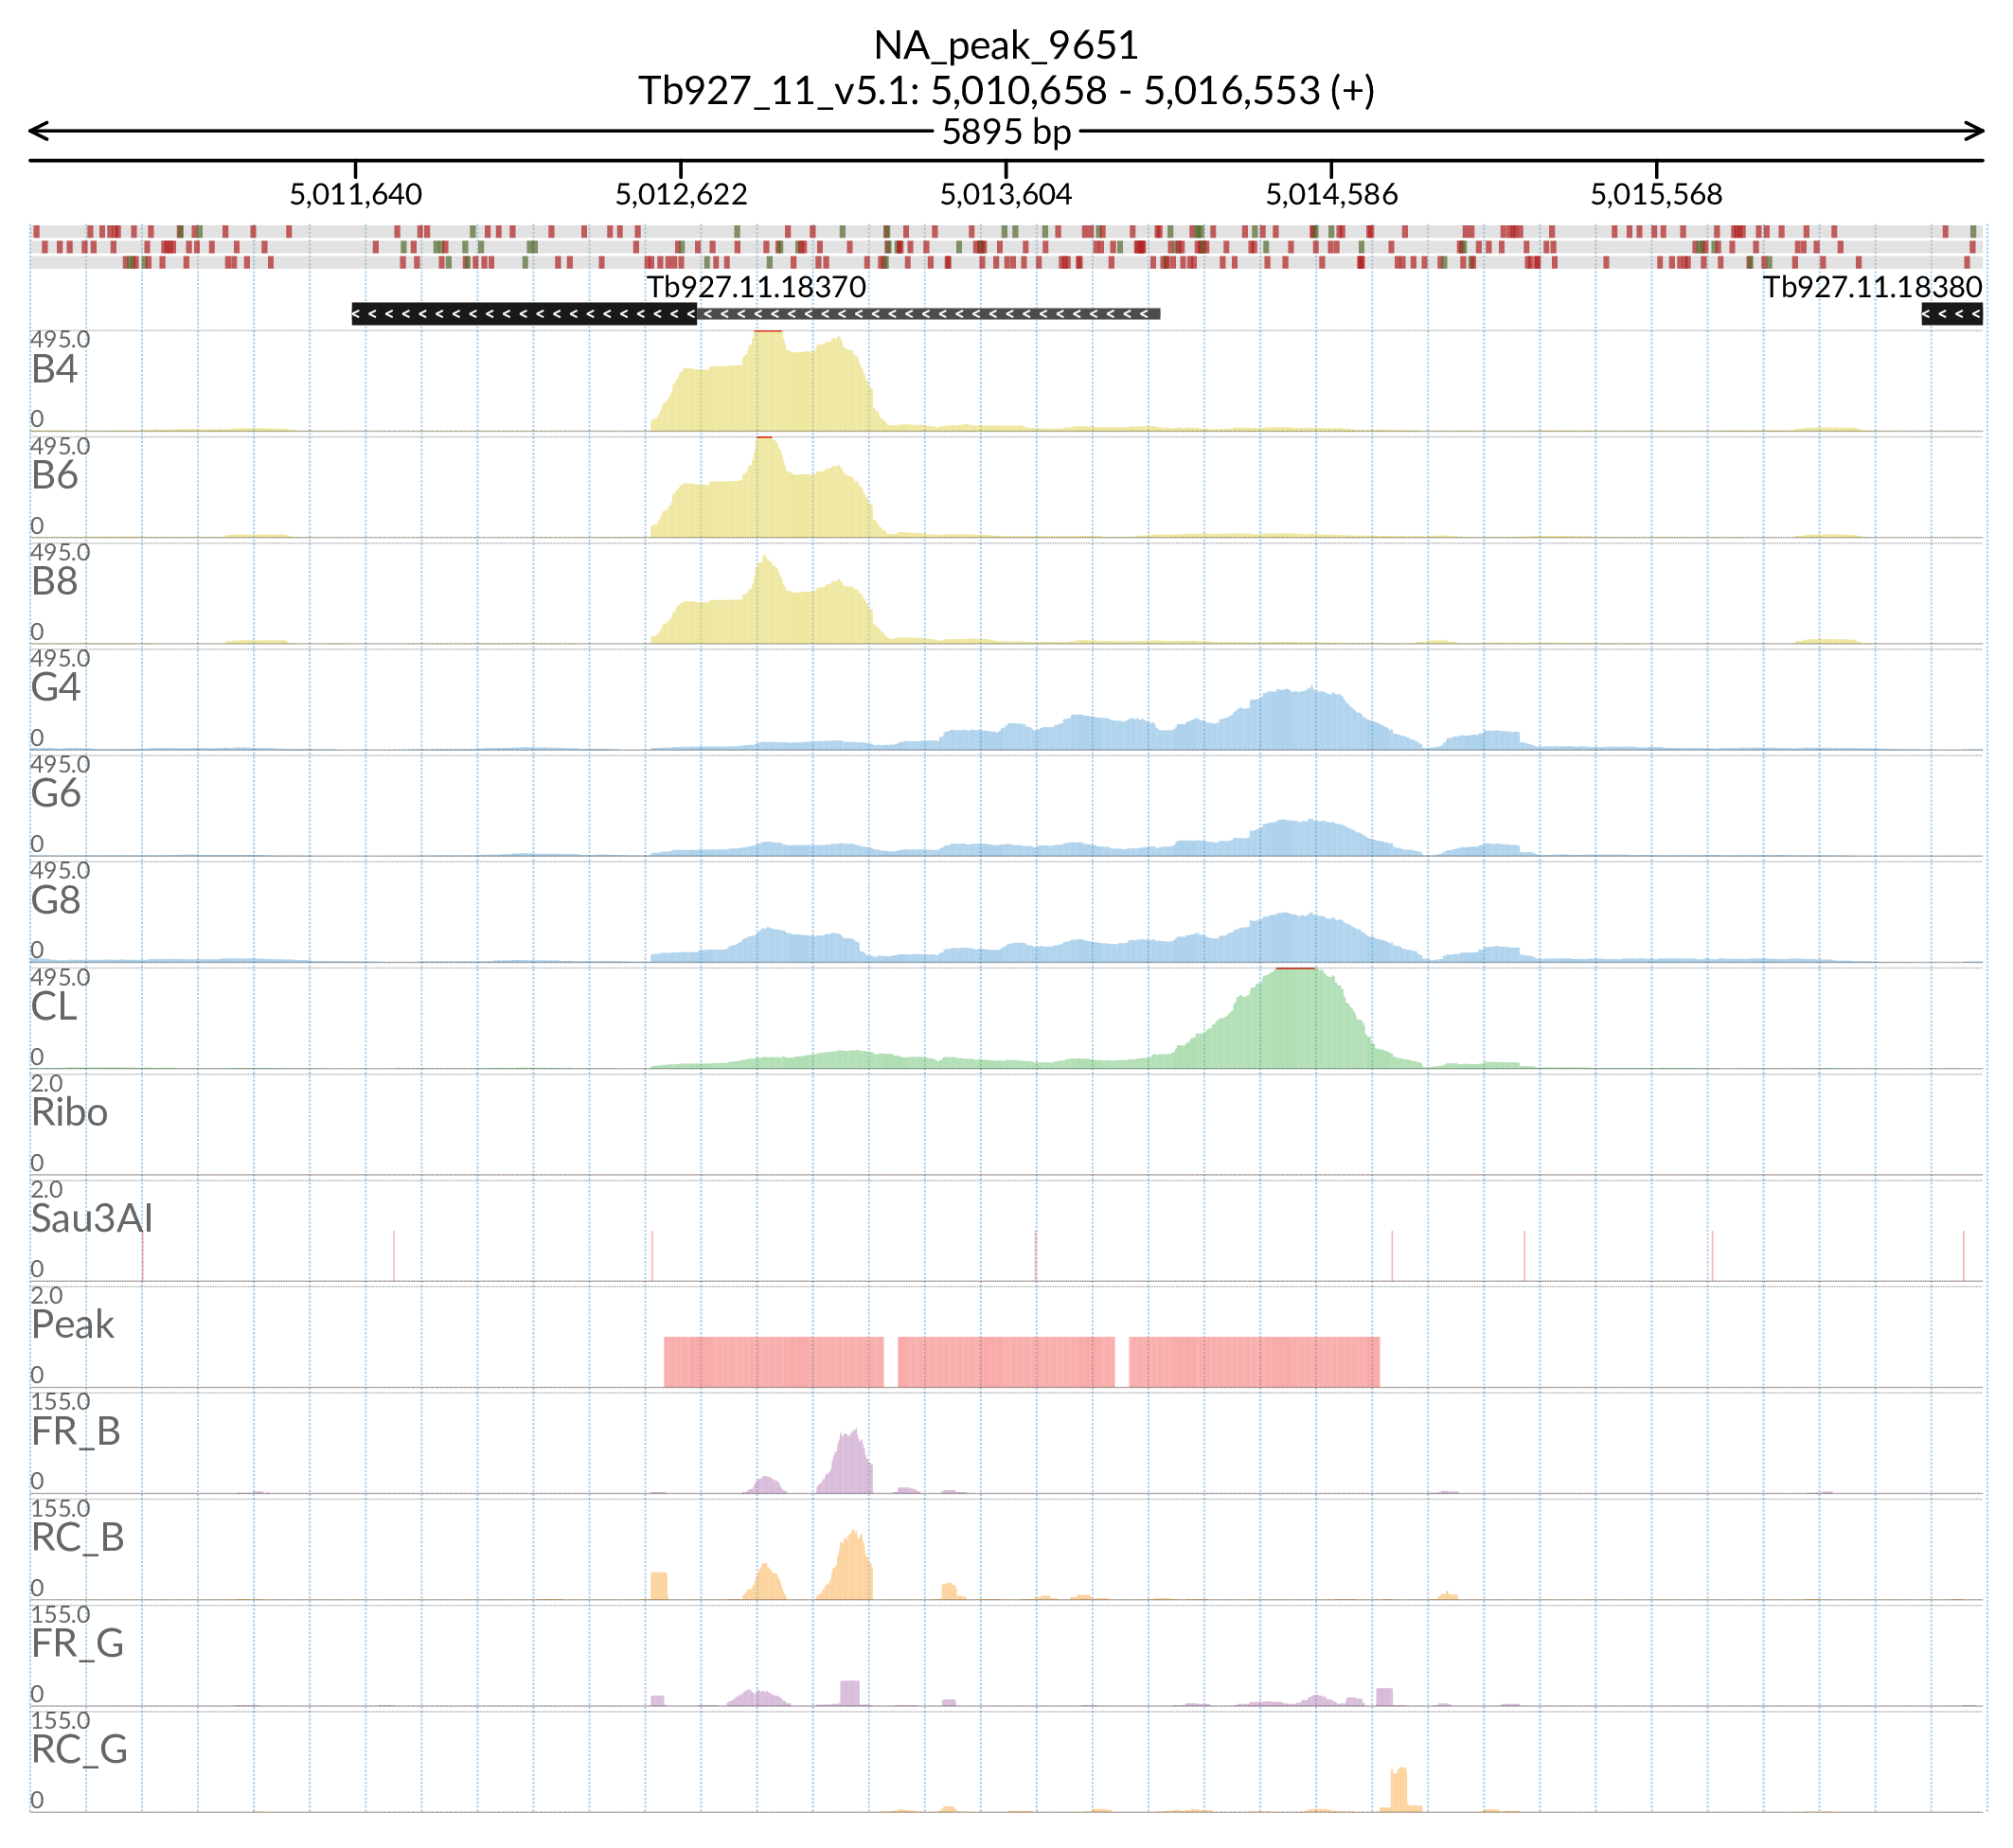 NA_peak_9651
Tb927_11_v5.1: 5,010,658 - 5,016,553 (+)
5895 bp
5,011,640 5,012,622 5,013,604 5,014,586 5,015,568
Tb927.11.18370 Tb927.11.18380
495.0
B4
0
495.0
B6
0
495.0
B8
0
495.0
G4
0
495.0
G6
0
495.0
G8
0
495.0
CL
0
2.0
Ribo
0
2.0
Sau3AI
0
2.0
Peak
0
155.0
FR_B
0
155.0
RC_B
0
155.0
FR_G
0
155.0
RC_G
0